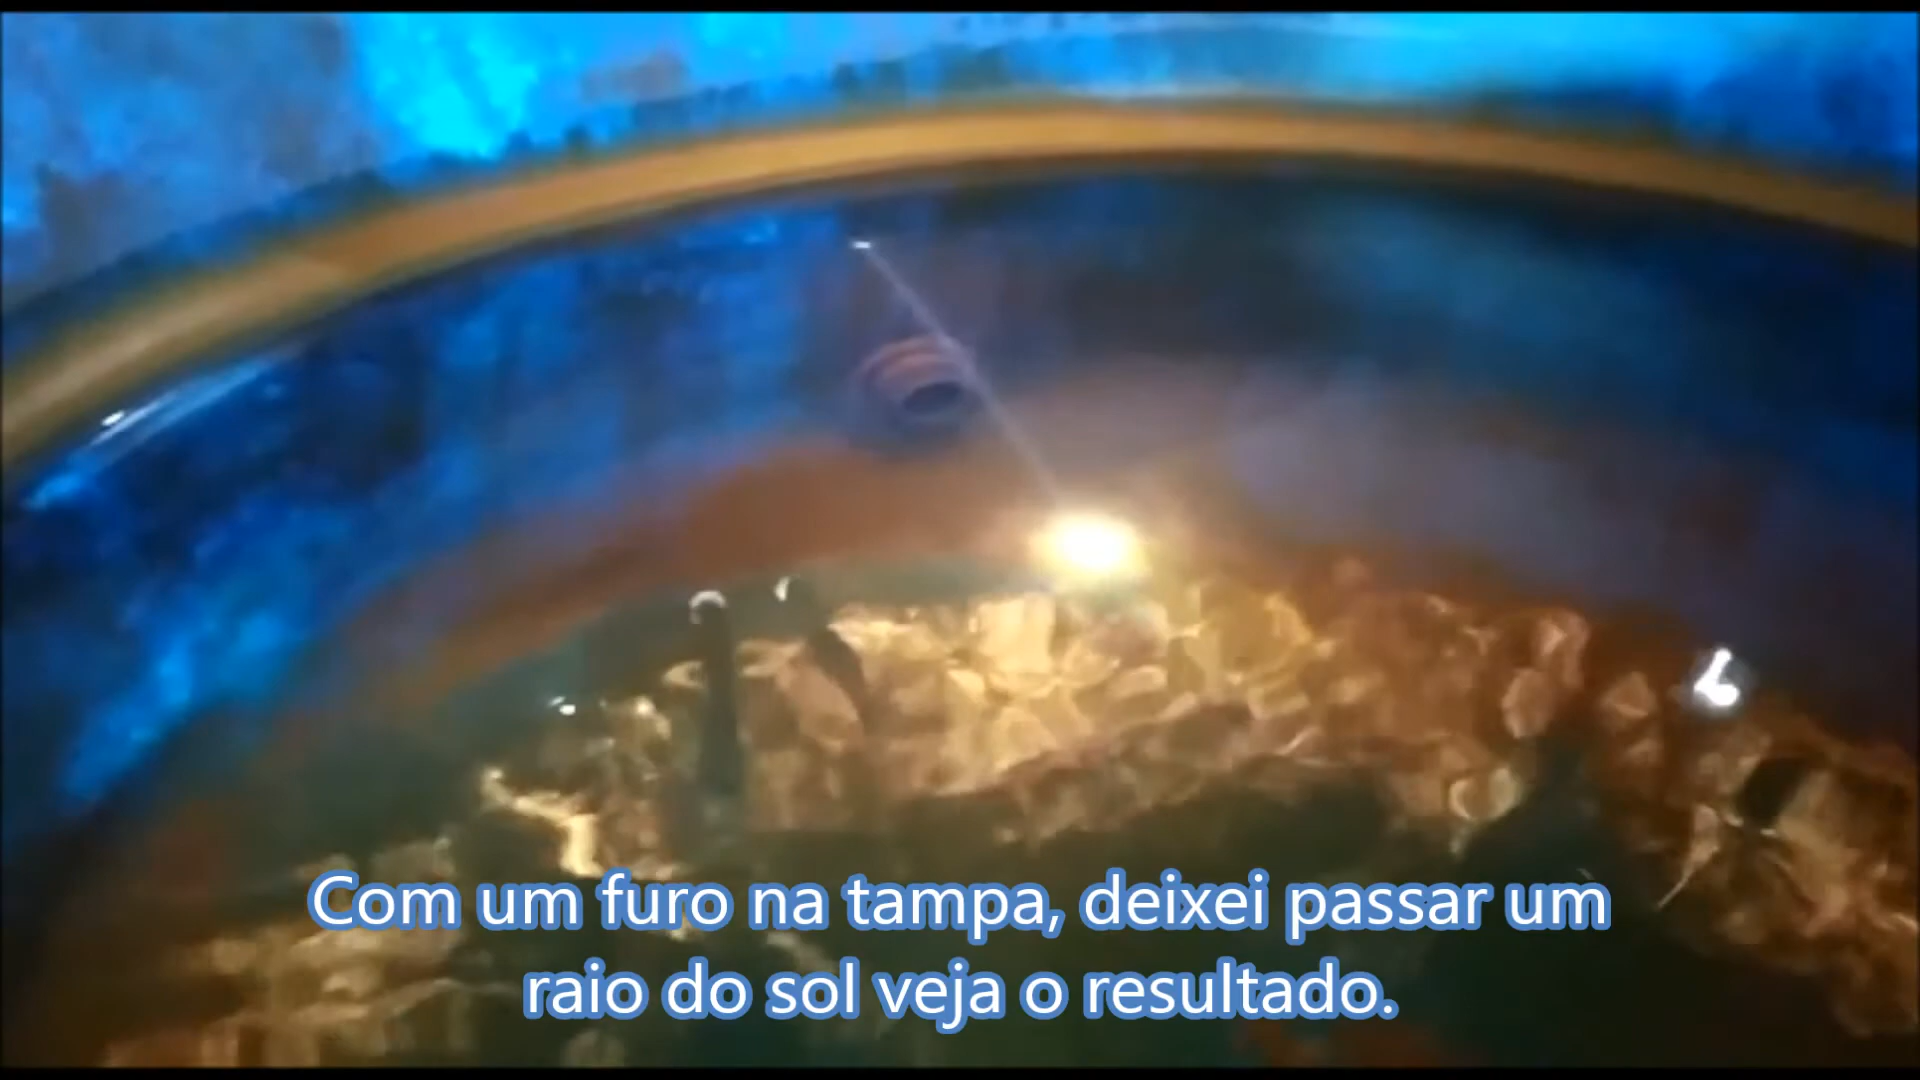 Com um furo na tampa, deixei passar um
raio do sol veja o resultado.